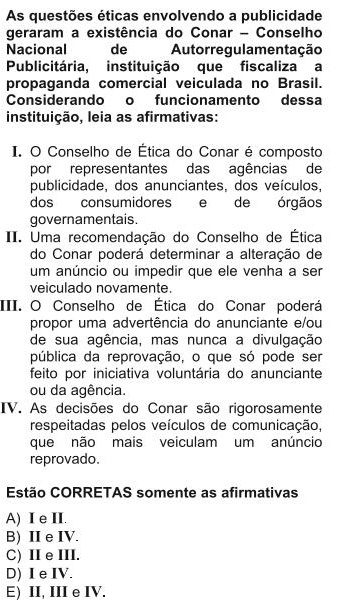 As questões éticas envolvendo a publicidade
geraram a existência do Conar – Conselho
Nacional de Autorregulamentação
Publicitária, instituição que fiscaliza a
propaganda comercial veiculada no Brasil.
Considerando o funcionamento dessa
instituição, leia as afirmativas:
I. O Conselho de Ética do Conar é composto
por representantes das agências de
publicidade, dos anunciantes, dos veículos,
dos consumidores e de órgãos
governamentais.
II. Uma recomendação do Conselho de Ética
do Conar poderá determinar a alteração de
um anúncio ou impedir que ele venha a ser
veiculado novamente.
III. O Conselho de Ética do Conar poderá
propor uma advertência do anunciante e/ou
de sua agência, mas nunca a divulgação
pública da reprovação, o que só pode ser
feito por iniciativa voluntária do anunciante
ou da agência.
IV. As decisões do Conar são rigorosamente
respeitadas pelos veículos de comunicação,
que não mais veiculam um anúncio
reprovado.
Estão CORRETAS somente as afirmativas
A) I e II.
B) II e IV.
C) II e III.
D) I e IV.
E) II, III e IV.